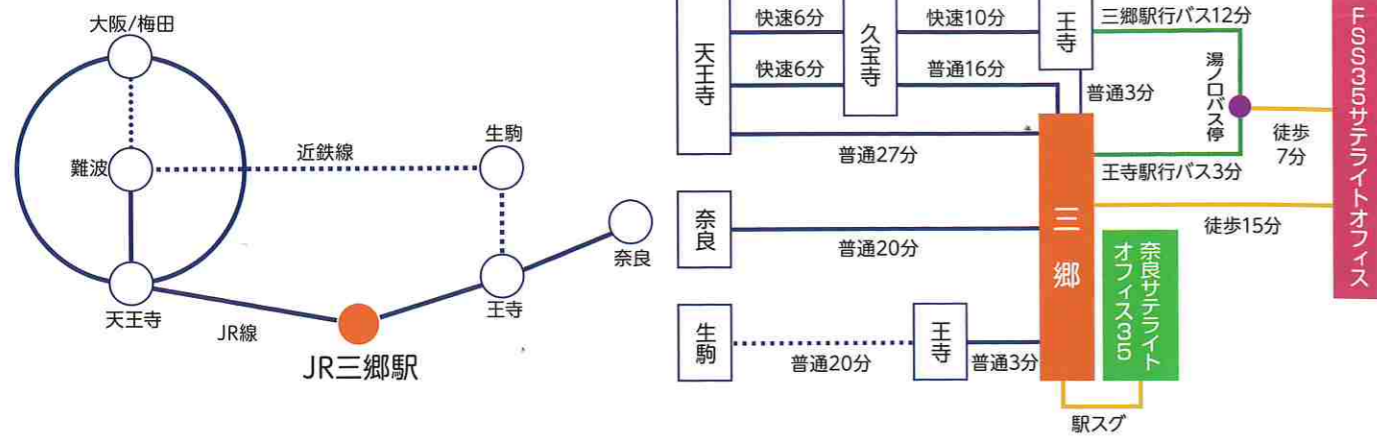 大阪/梅田
難波
近鉄線
生駒
奈良
天王寺
JR線
王寺
JR三郷駅
天王寺
快速6分
久宝寺
快速10分
王寺
三郷駅行バス12分
快速6分
普通16分
普通3分
湯ノ口バス停
徒歩
7分
普通27分
王寺駅行バス3分
奈良
普通20分
三郷
徒歩15分
生駒
普通20分
王寺
普通3分
奈良サテライト
オフィス35
駅スグ
FSS35サテライトオフィス